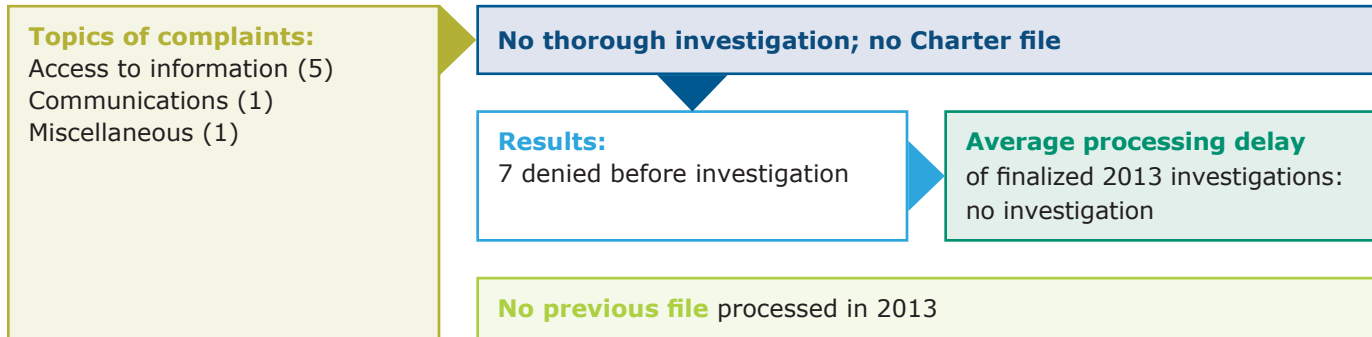 Topics of complaints:
Access to information (5)
Communications (1)
Miscellaneous (1)
No thorough investigation; no Charter file
Results:
7 denied before investigation
Average processing delay
of finalized 2013 investigations:
no investigation
No previous file processed in 2013